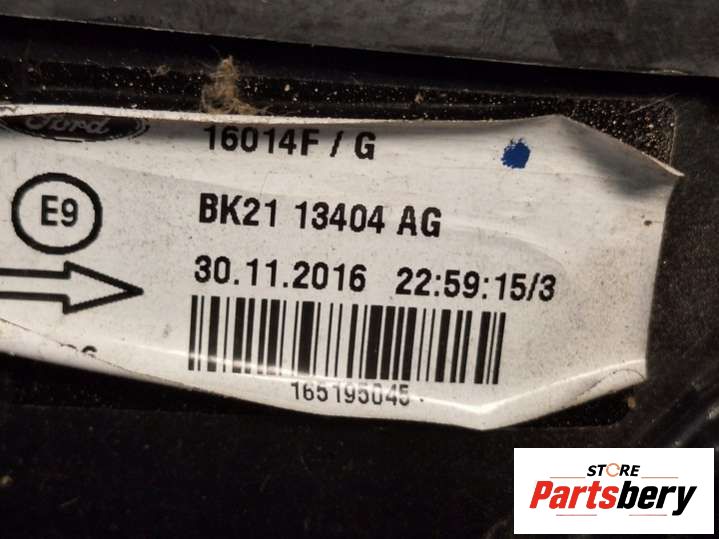 Ford
16014F / G
E9
BK21 13404 AG
30.11.2016 22:59:15/3
165195045
STORE
Partsbery